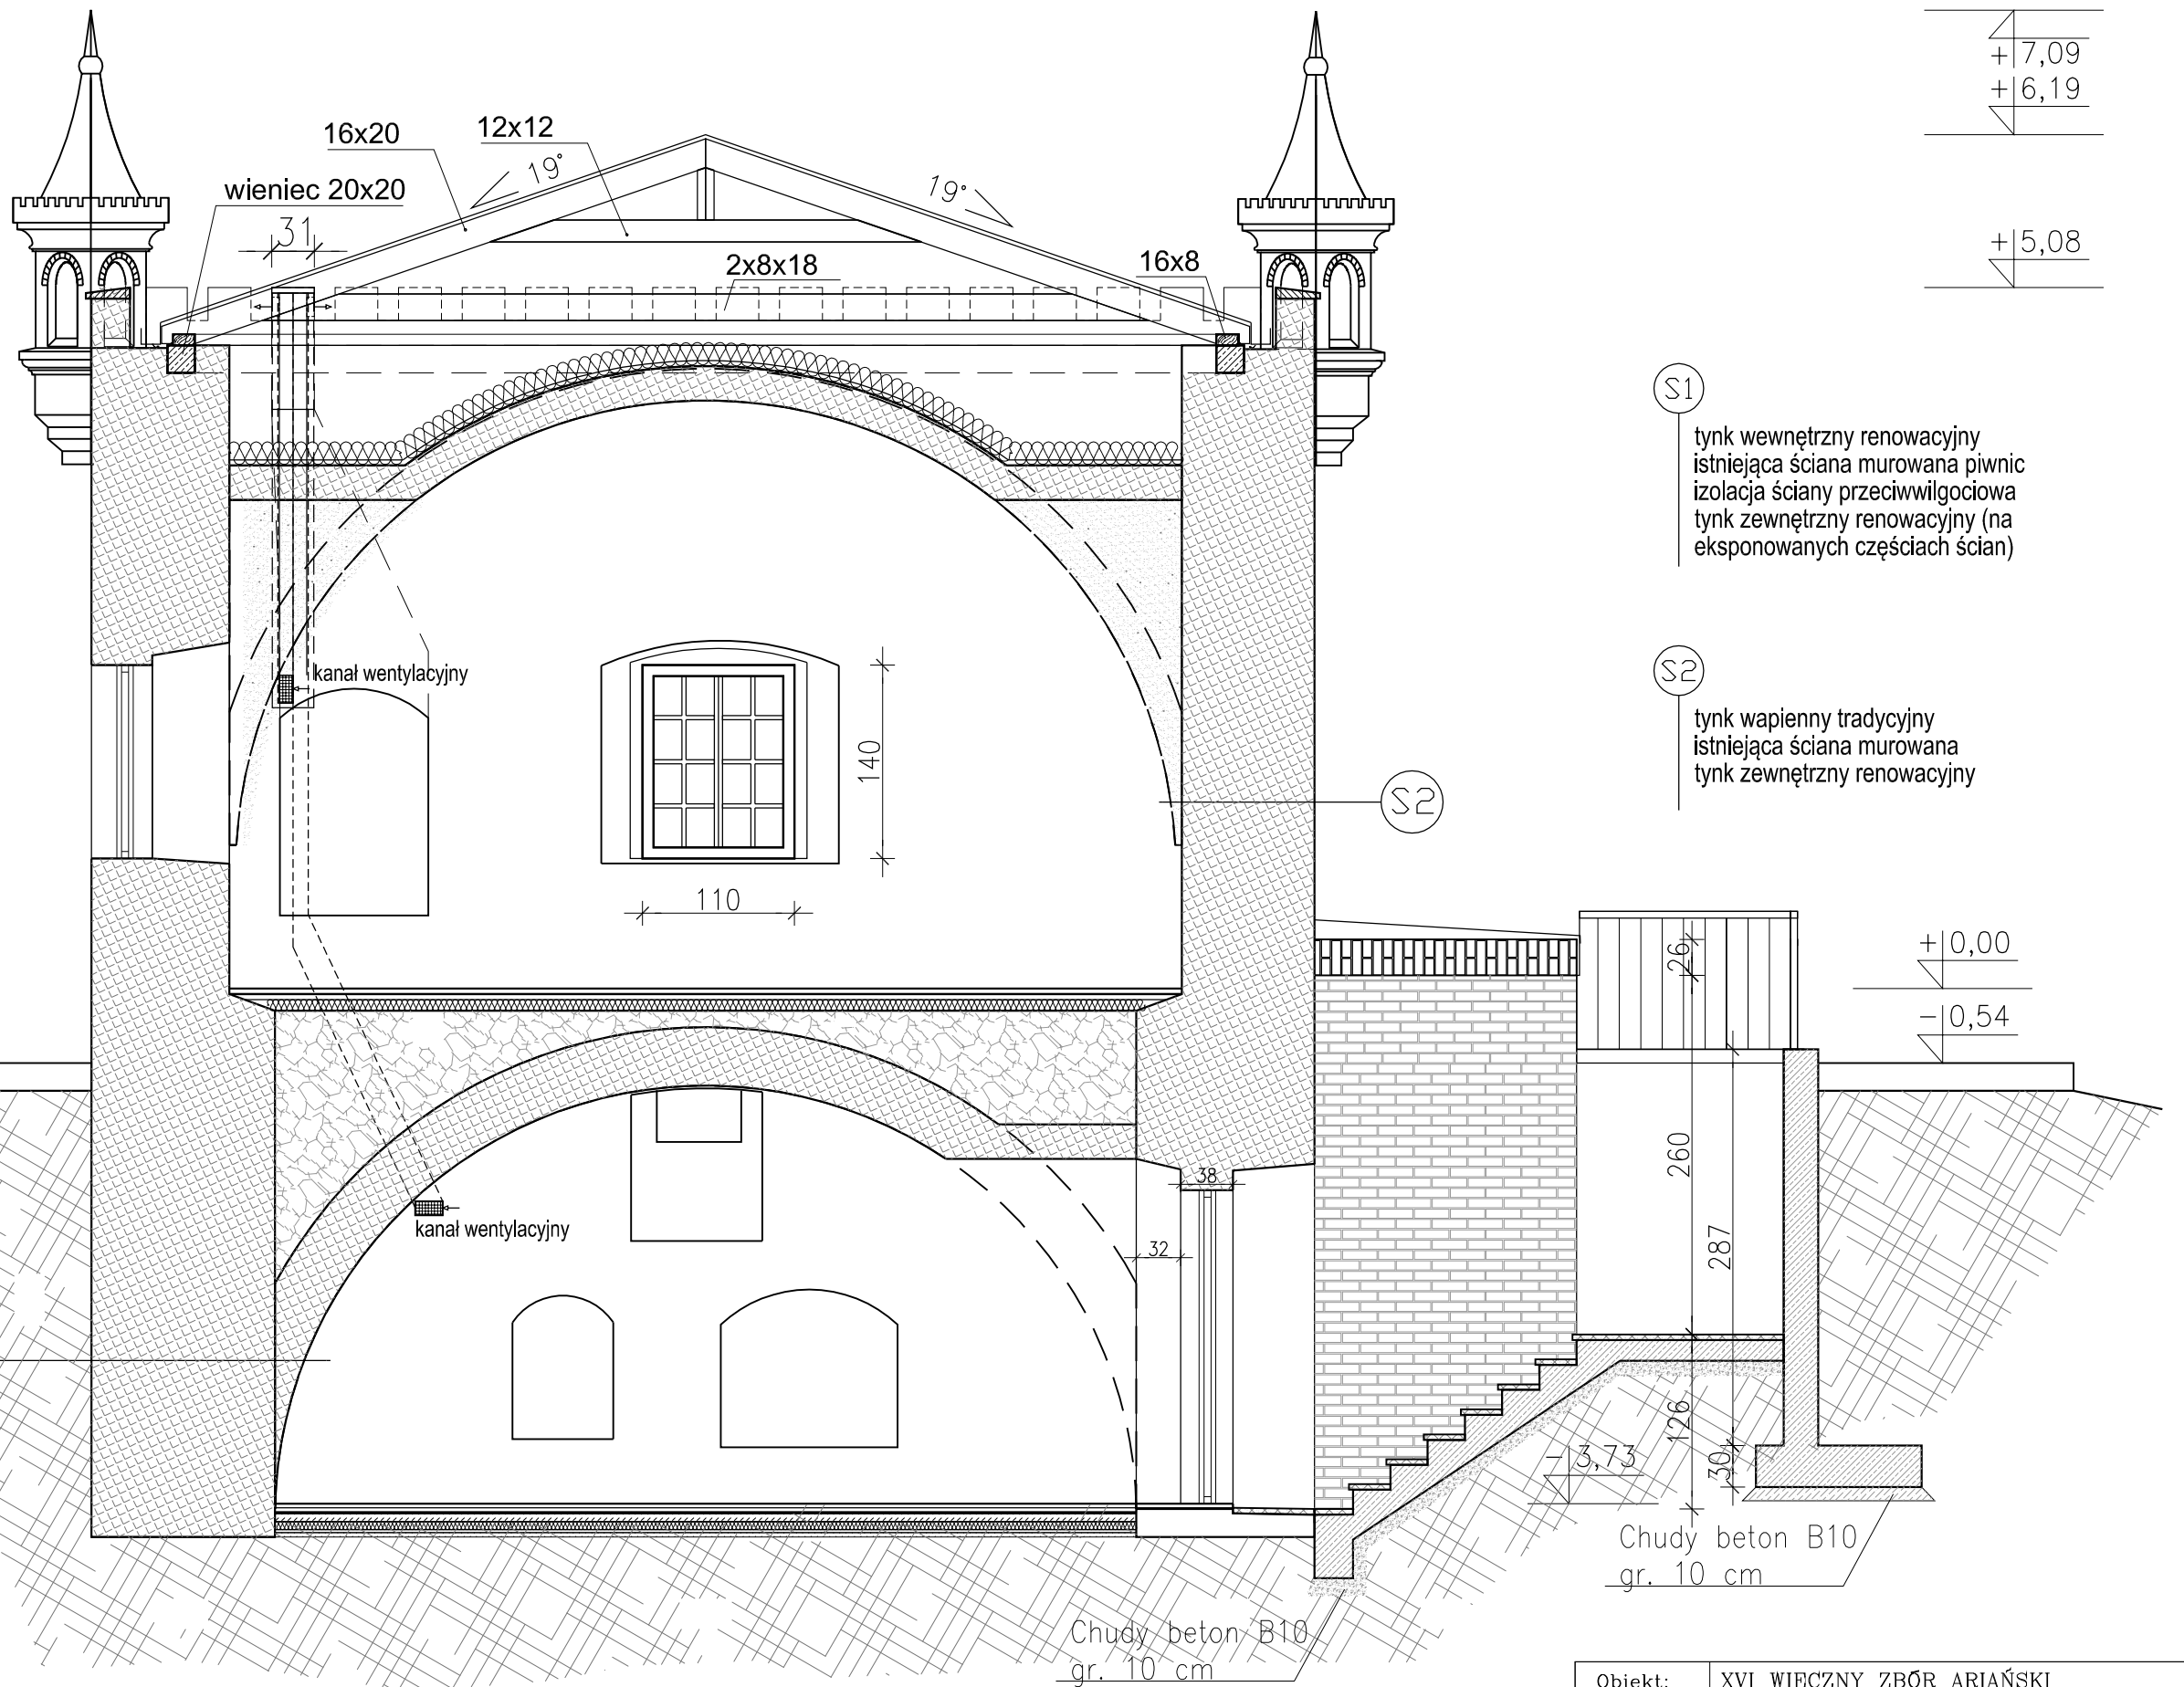 +7,09
+6,19
16x20
12x12
19°
19°
wieniec 20x20
31
2x8x18
16x8
+5,08
S1
tynk wewnętrzny renowacyjny
istniejąca ściana murowana piwnic
izolacja ściany przeciwwilgociowa
tynk zewnętrzny renowacyjny (na
eksponowanych częściach ścian)
kanał wentylacyjny
S2
tynk wapienny tradycyjny
istniejąca ściana murowana
tynk zewnętrzny renowacyjny
140
S2
110
26
+0,00
-0,54
260
38
kanał wentylacyjny
32
287
126
-3,73
30
Chudy beton B10
gr. 10 cm
Chudy beton B10
gr. 10 cm
Obiekt: XVI WIECZNY ZBÓR ARIAŃSKI